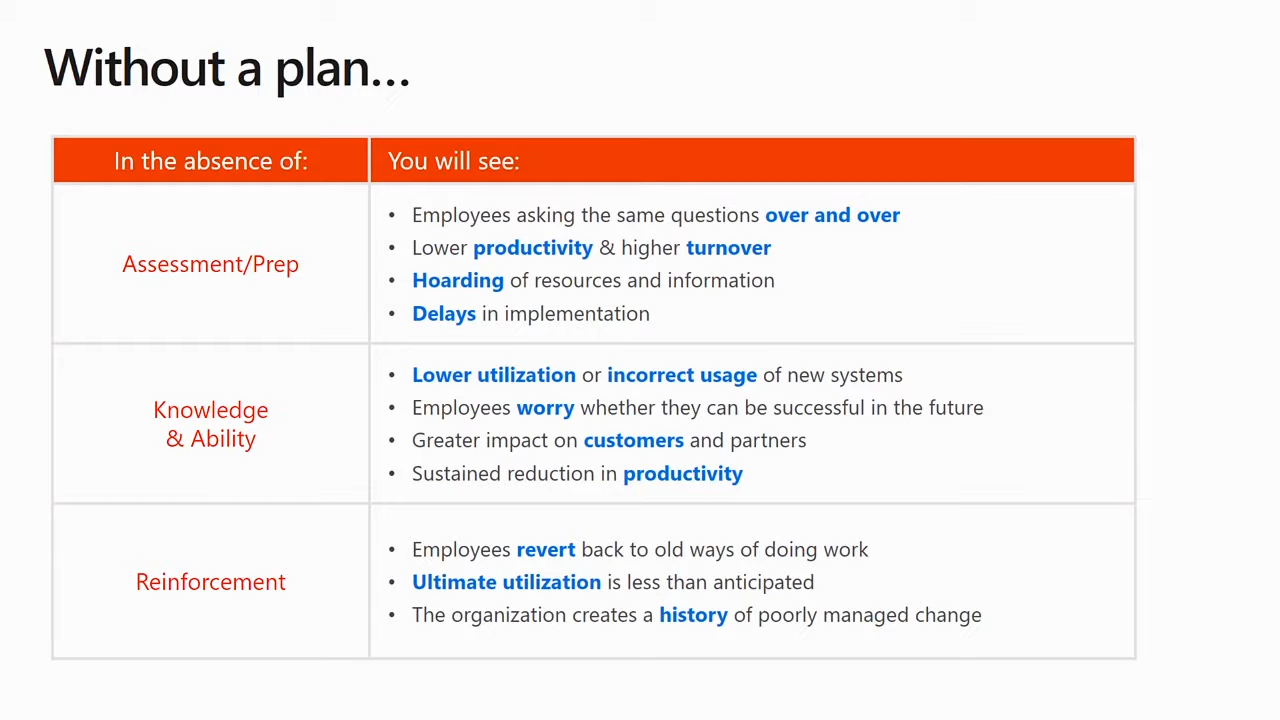 Without a plan...
In the absence of:
You will see:
Assessment/Prep
• Employees asking the same questions over and over
• Lower productivity & higher turnover
• Hoarding of resources and information
• Delays in implementation
Knowledge
& Ability
• Lower utilization or incorrect usage of new systems
• Employees worry whether they can be successful in the future
• Greater impact on customers and partners
• Sustained reduction in productivity
Reinforcement
• Employees revert back to old ways of doing work
• Ultimate utilization is less than anticipated
• The organization creates a history of poorly managed change